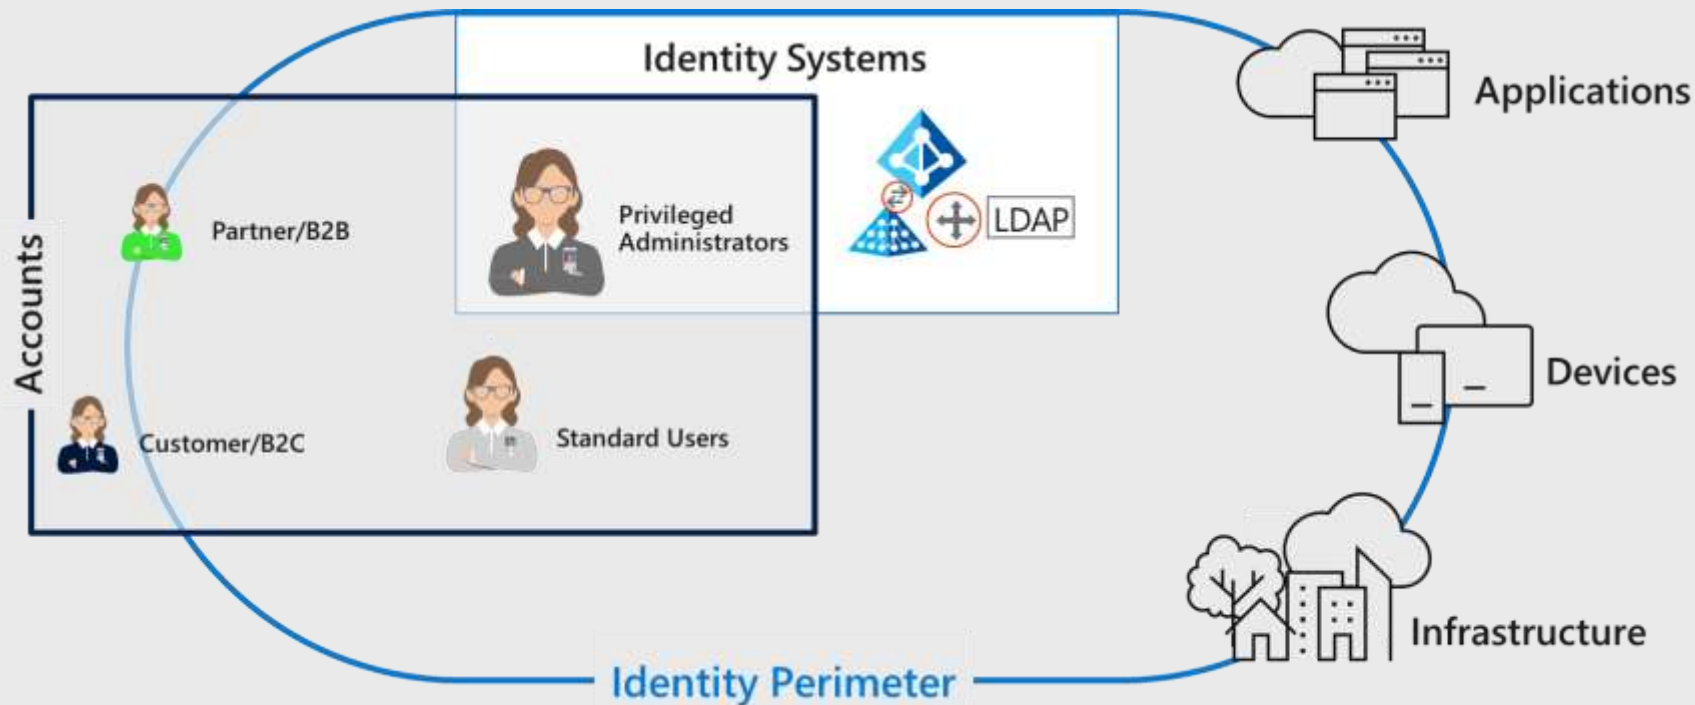 Identity Systems
Applications
Accounts
Partner/B2B
Privileged
Administrators
LDAP
Devices
Customer/B2C
Standard Users
Infrastructure
Identity Perimeter